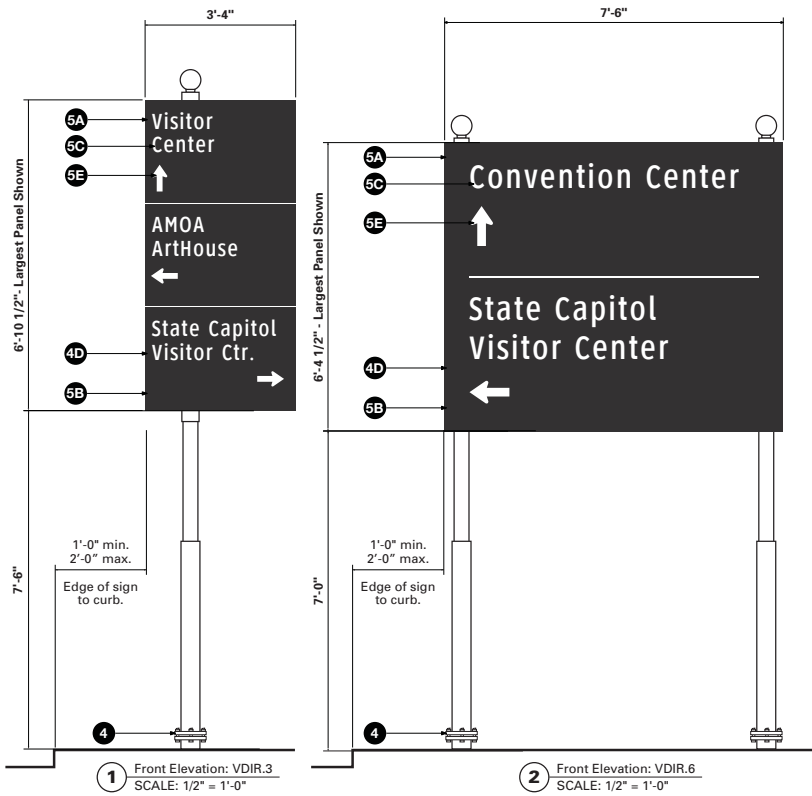 3'-4"
5A
5C
5E
4D
5B
6'-10 1/2"- Largest Panel Shown
Visitor
Center
AMOA
ArtHouse
State Capitol
Visitor Ctr.
1'-0" min.
2'-0” max.
Edge of sign
to curb.
7'-6"
4
1
Front Elevation: VDIR.3
SCALE: 1/2" = 1'-0"
7'-6"
5A
5C
5E
4D
5B
6'-4 1/2" - Largest Panel Shown
Convention Center
State Capitol
Visitor Center
1'-0" min.
2'-0” max.
Edge of sign
to curb.
7'-0"
4
2
Front Elevation: VDIR.6
SCALE: 1/2" = 1'-0"